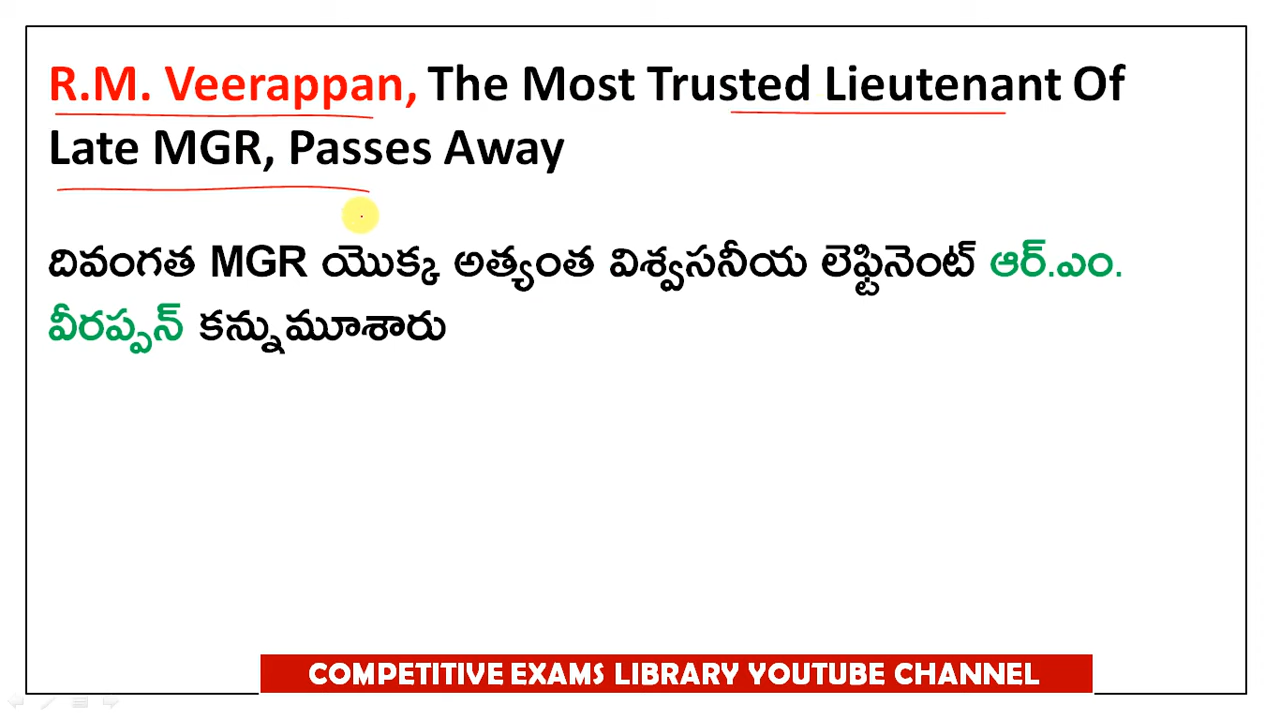 R.M. Veerappan, The Most Trusted Lieutenant Of
Late MGR, Passes Away
దివంగత MGR యొక్క అత్యంత విశ్వసనీయ లెఫ్టినెంట్ ఆర్.ఎం.
వీరప్పన్ కన్నుమూశారు
COMPETITIVE EXAMS LIBRARY YOUTUBE CHANNEL